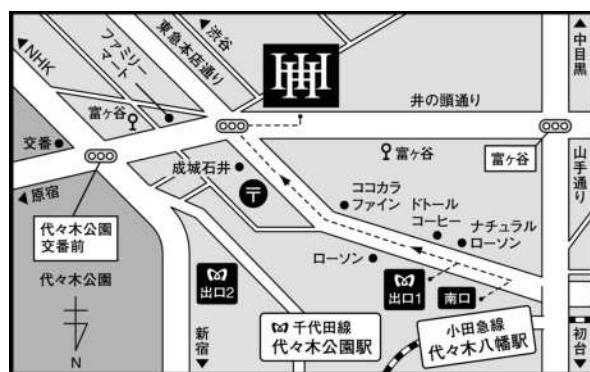 NHK
ファミリー
マート
東急本店通り
渋谷
HH
井の頭通り
中目黒
富ヶ谷
交番
富ヶ谷
富ヶ谷
山手通り
原宿
成城石井
〒
ココカラ
ファイン
ドトール
コーヒー
ナチュラル
ローソン
代々木公園
交番前
代々木公園
ローソン
出口2
出口1
南口
新宿
千代田線
代々木公園駅
小田急線
代々木八幡駅
初台
N